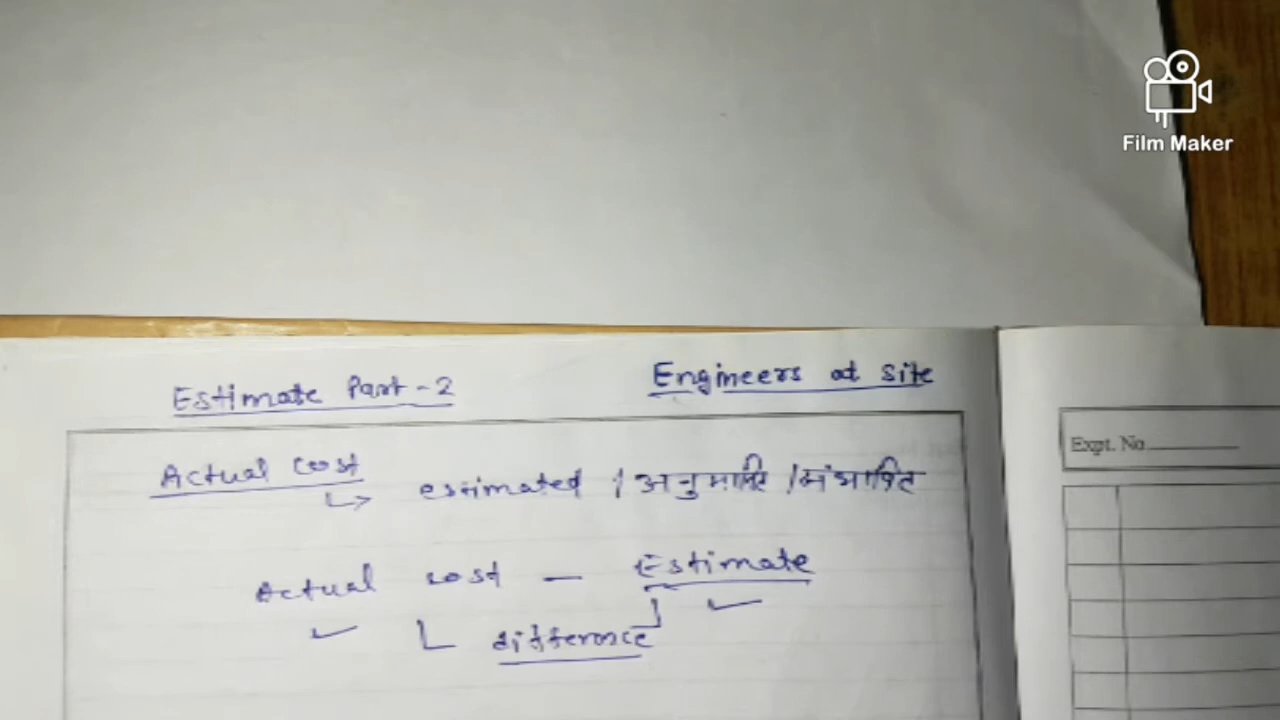 Film Maker
Estimate Part-2
Engineers at site
Expt. No
Actual cost
↳ estimated / अनुमानित / संभावित
Actual cost - Estimate
difference